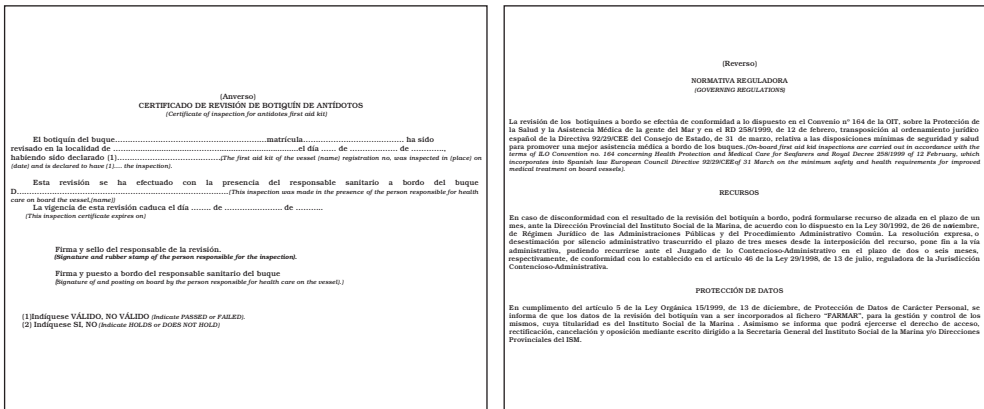 (Anverso)
CERTIFICADO DE REVISIÓN DE BOTIQUÍN DE ANTÍDOTOS
(Certificate of inspection for antidotes first aid kit)
El botiquín del buque..............................................................matrícula.......................................... ha sido
revisado en la localidad de ............................................................................el día ...... de ................... de .............,
habiendo sido declarado (1)..........................................(The first aid kit of the vessel (name) registration no. was inspected in (place) on
(date) and is declared to have (1)..... the inspection).
Esta revisión se ha efectuado con la presencia del responsable sanitario a bordo del buque
D......................................................................................(This inspection was made in the presence of the person responsible for health
care on board the vessel.(name))
La vigencia de esta revisión caduca el día ........ de ....................... de ...........
(This inspection certificate expires on)
Firma y sello del responsable de la revisión.
(Signature and rubber stamp of the person responsible for the inspection).
Firma y puesto a bordo del responsable sanitario del buque
(Signature of and posting on board by the person responsible for health care on the vessel).)
(1)Indíquese VÁLIDO, NO VÁLIDO (Indicate PASSED or FAILED).
(2) Indíquese SI, NO (Indicate HOLDS or DOES NOT HOLD)
(Reverso)
NORMATIVA REGULADORA
(GOVERNING REGULATIONS)
La revisión de los botiquines a bordo se efectúa de conformidad a lo dispuesto en el Convenio nº 164 de la OIT, sobre la Protección de
la Salud y la Asistencia Médica de la gente del Mar y en el RD 258/1999, de 12 de febrero, transposición al ordenamiento jurídico
español de la Directiva 92/29/CEE del Consejo de Estado, de 31 de marzo, relativa a las disposiciones mínimas de seguridad y salud
para promover una mejor asistencia médica a bordo de los buques.(On-board first aid kid inspections are carried out in accordance with the
terms of ILO Convention no. 164 concerning Health Protection and Medical Care for Seafurers and Royal Decree 258/1999 of 12 February, which
incorporates into Spanish law European Council Directive 92/29/CEE of 31 March on the minimum safety and health requirements for improved
medical treatment on board vessels).
RECURSOS
En caso de disconformidad con el resultado de la revisión del botiquín a bordo, podrá formularse recurso de alzada en el plazo de un
mes, ante la Dirección Provincial del Instituto Social de la Marina, de acuerdo con lo dispuesto en la Ley 30/1992, de 26 de noviembre,
de Régimen Jurídico de las Administraciones Públicas y del Procedimiento Administrativo Común. La resolución expresa, o
desestimación por silencio administrativo trascurrido el plazo de tres meses desde la interposición del recurso, pone fin a la vía
administrativa, pudiendo recurrirse ante el Juzgado de lo Contencioso-Administrativo en el plazo de dos o seis meses,
respectivamente, de conformidad con lo establecido en el artículo 46 de la Ley 29/1998, de 13 de julio, reguladora de la Jurisdicción
Contencioso-Administrativa.
PROTECCIÓN DE DATOS
En cumplimento del artículo 5 de la Ley Orgánica 15/1999, de 13 de diciembre, de Protección de Datos de Carácter Personal, se
informa de que los datos de la revisión del botiquín van a ser incorporados al fichero "FARMAR", para la gestión y control de los
mismos, cuya titularidad es del Instituto Social de la Marina . Asimismo se informa que podrá ejercerse el derecho de acceso,
rectificación, cancelación y oposición mediante escrito dirigido a la Secretaría General del Instituto Social de la Marina y/o Direcciones
Provinciales del ISM.